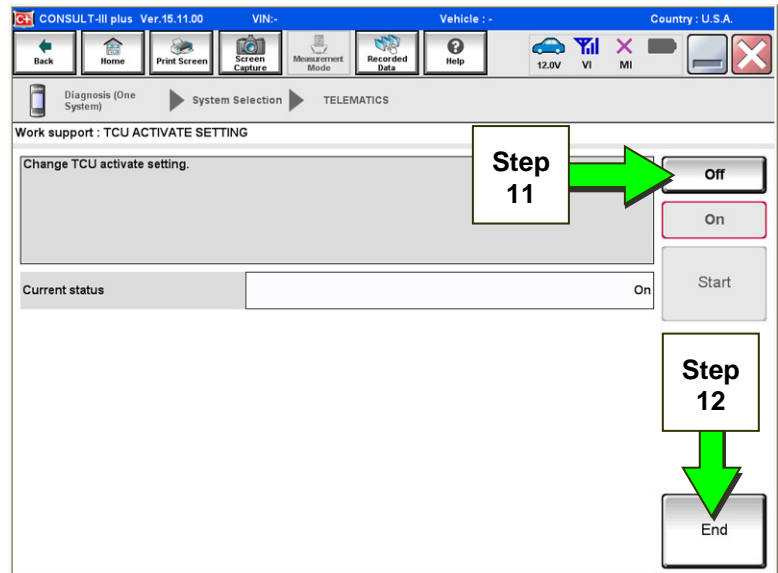 C+ CONSULT-III plus Ver.15.11.00 VIN:- Vehicle : - Country : U.S.A.
Back
Home
Print Screen
Screen
Capture
Measurement
Mode
Recorded
Data
? Help
12.0V
VI
MI
Diagnosis (One
System)
System Selection
TELEMATICS
Work support : TCU ACTIVATE SETTING
Change TCU activate setting.
Step
11
Off
On
Current status
On
Start
Step
12
End